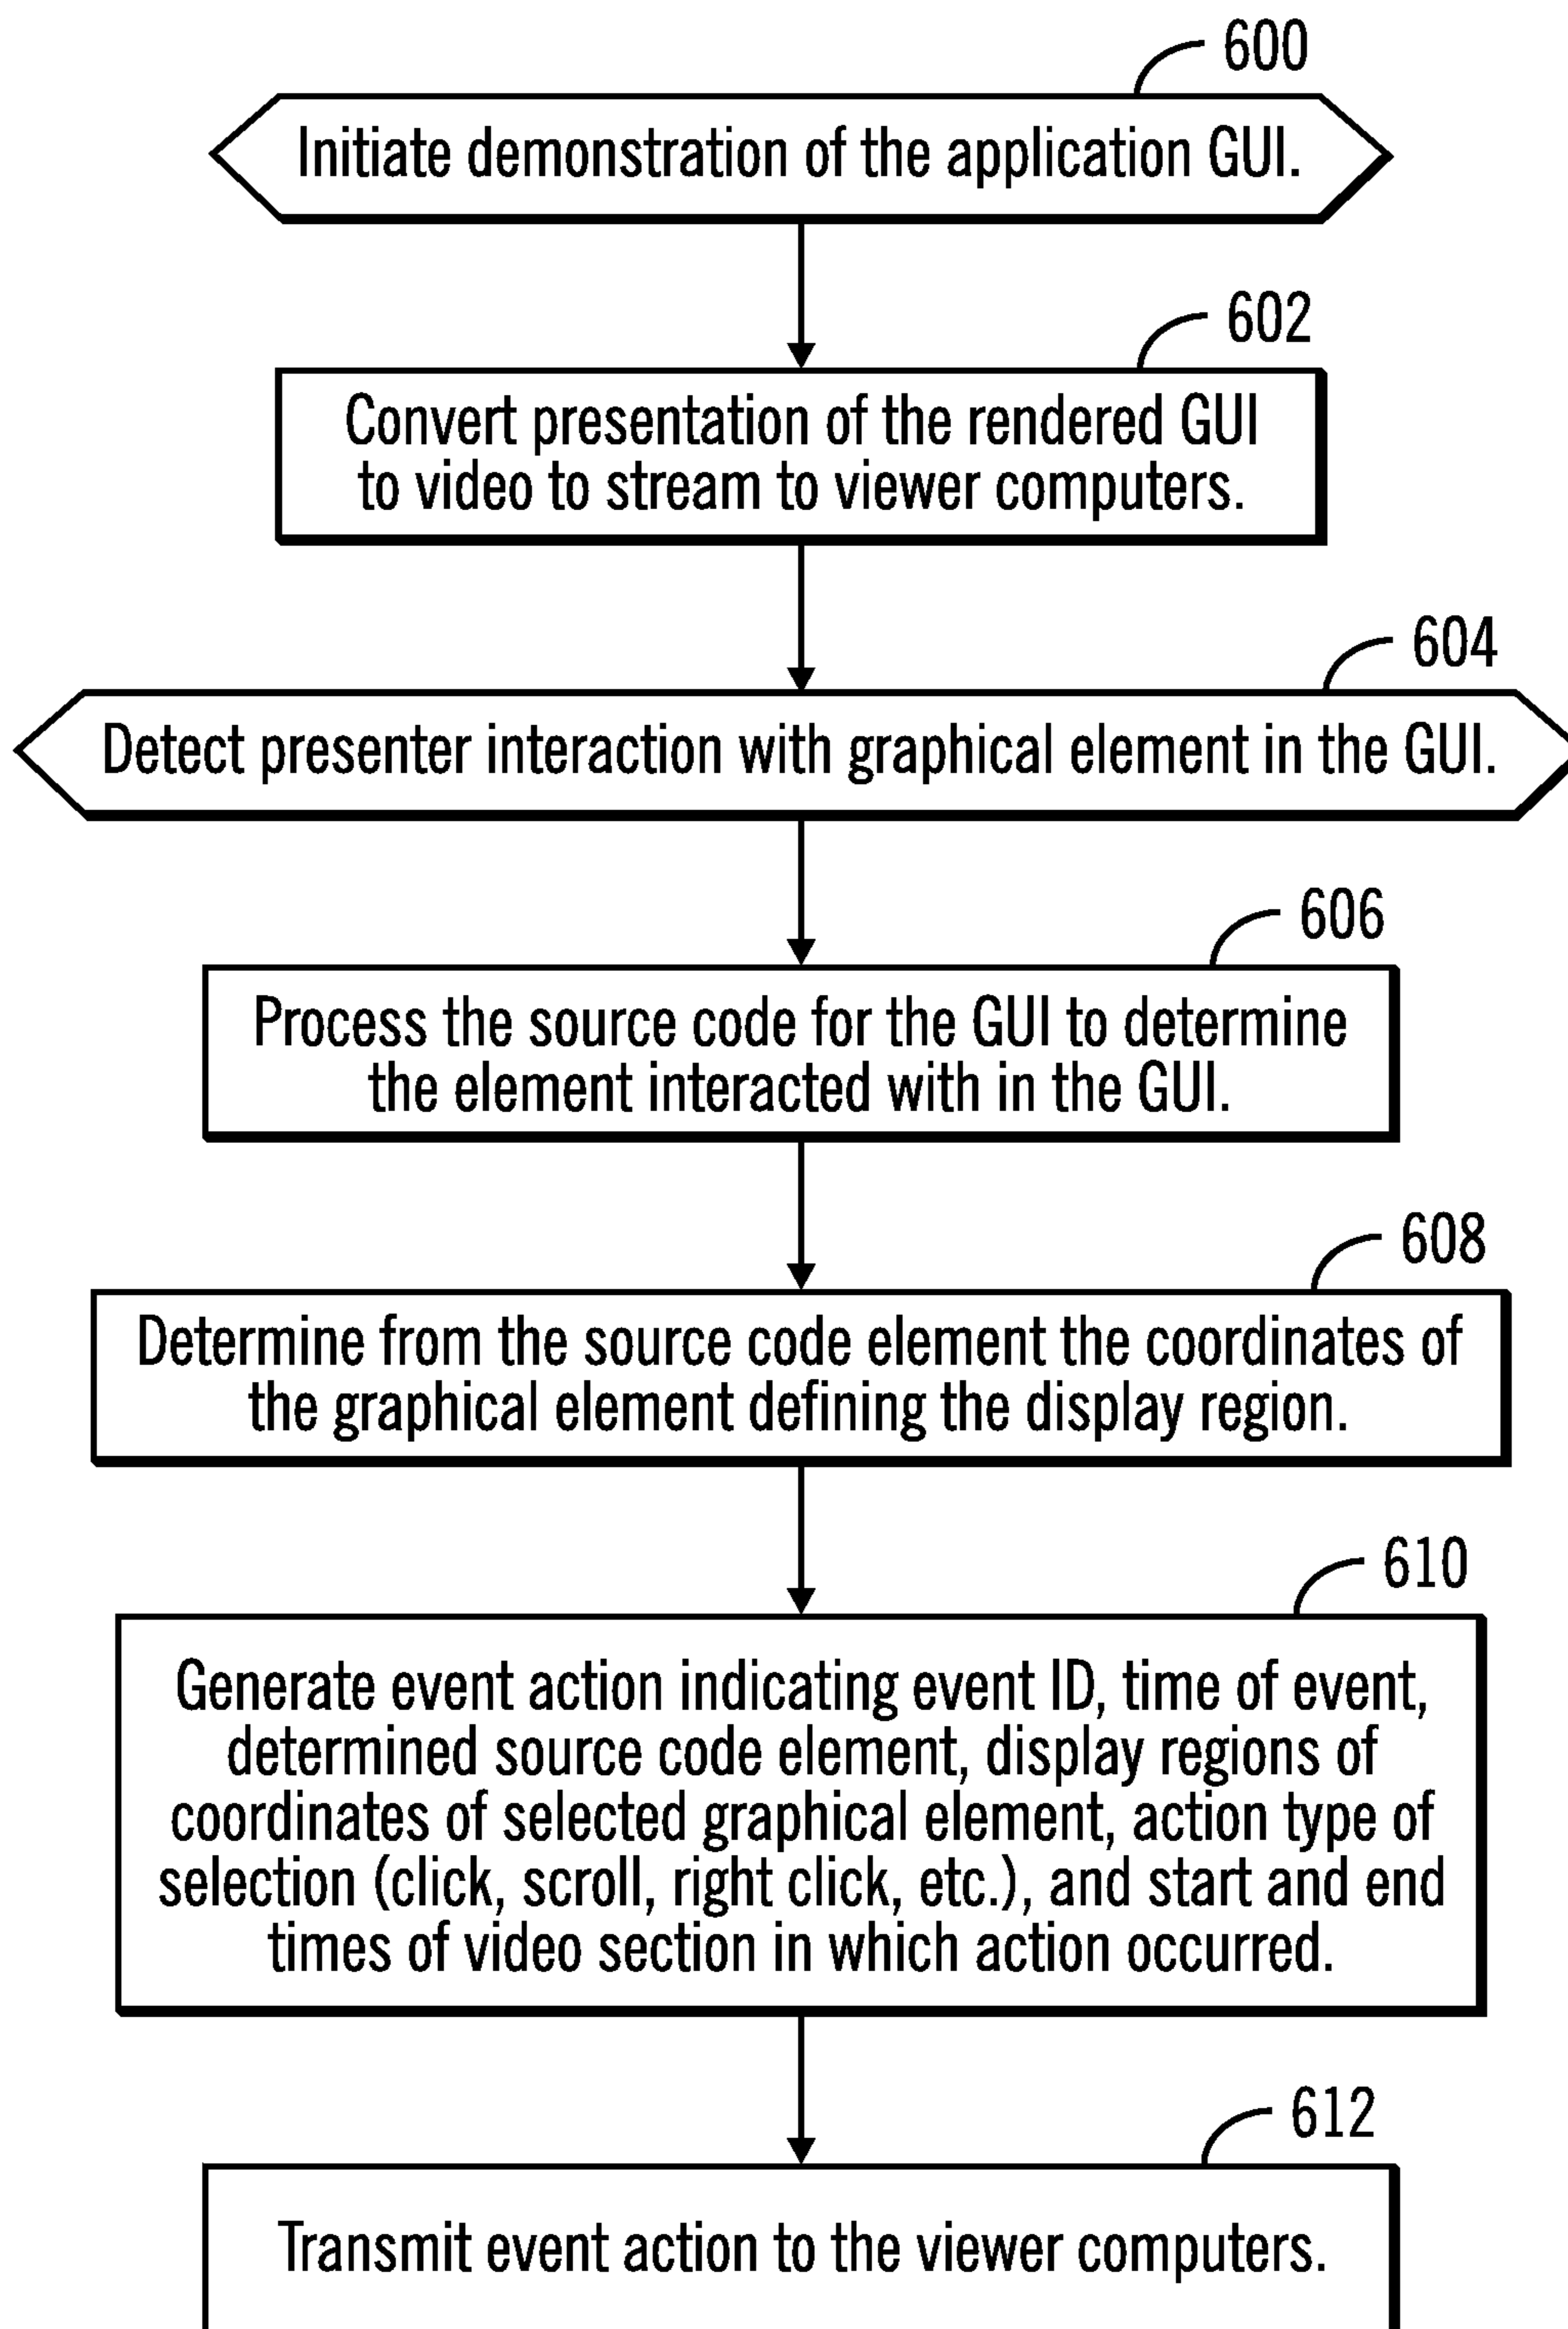 600
Initiate demonstration of the application GUI.
602
Convert presentation of the rendered GUI
to video to stream to viewer computers.
604
Detect presenter interaction with graphical element in the GUI.
606
Process the source code for the GUI to determine
the element interacted with in the GUI.
608
Determine from the source code element the coordinates of
the graphical element defining the display region.
610
Generate event action indicating event ID, time of event,
determined source code element, display regions of
coordinates of selected graphical element, action type of
selection (click, scroll, right click, etc.), and start and end
times of video section in which action occurred.
612
Transmit event action to the viewer computers.